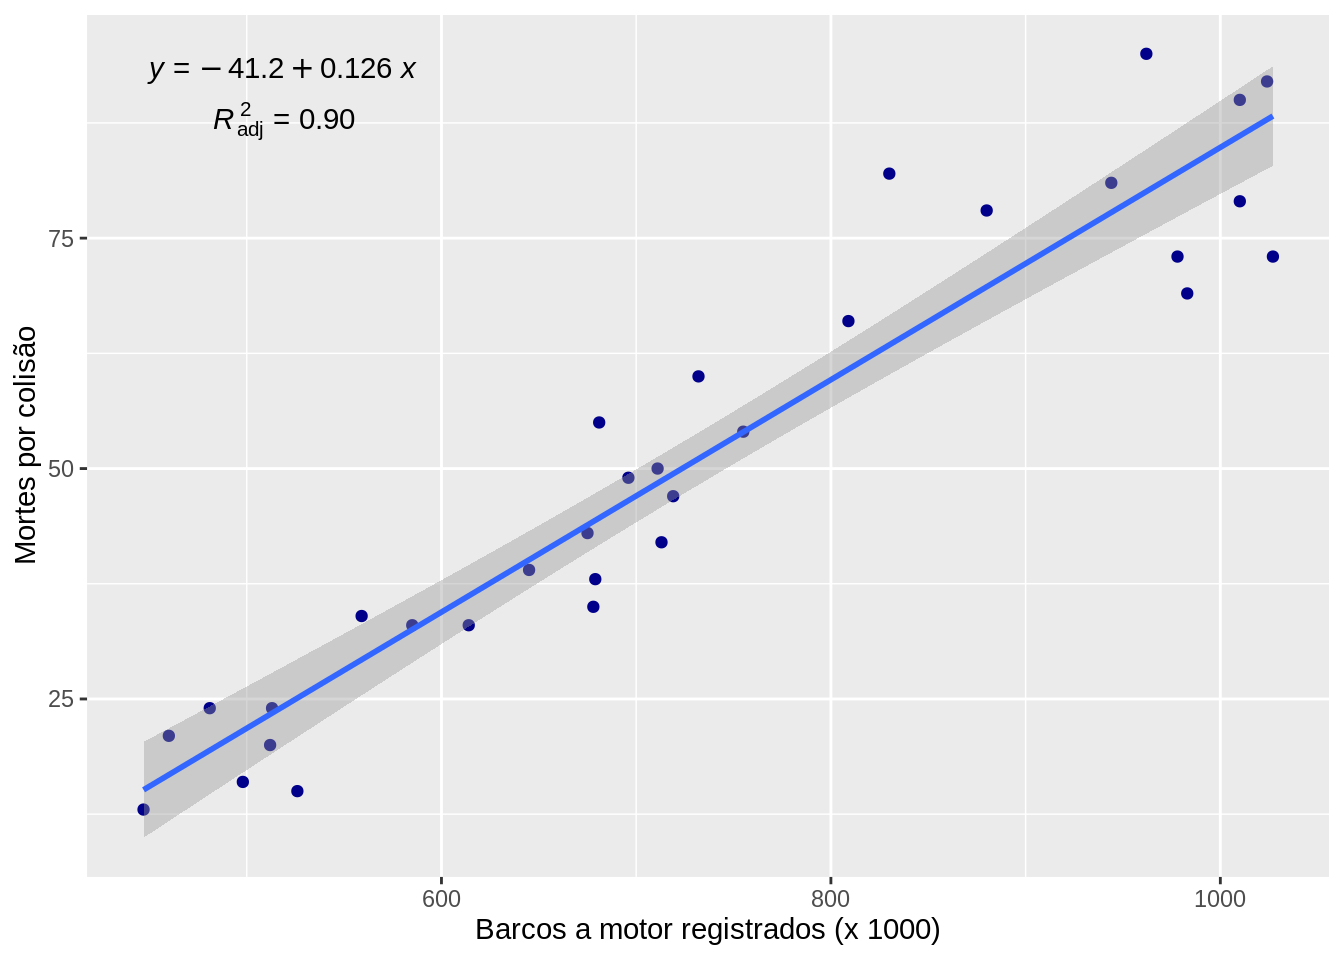 y = − 41.2 + 0.126 x
R²adj = 0.90
75
50
25
Mortes por colisão
600
800
1000
Barcos a motor registrados (x 1000)